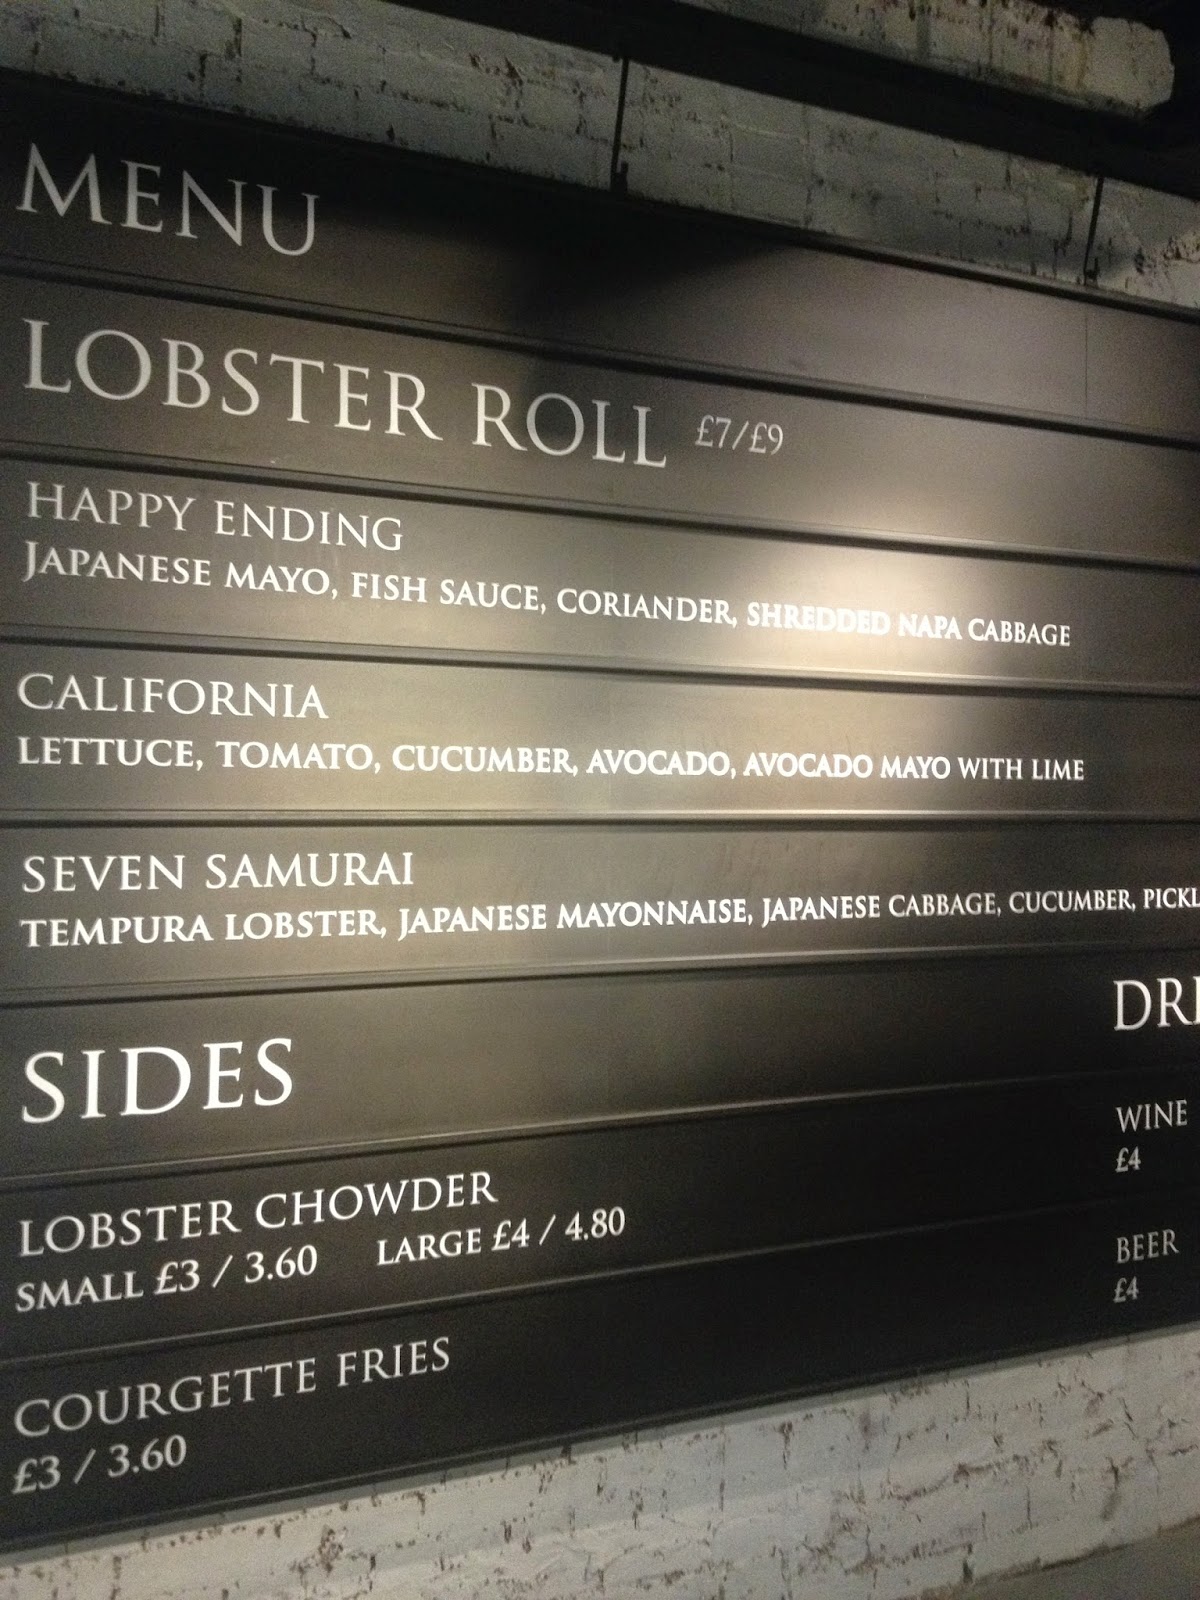 MENU
LOBSTER ROLL £7/£9
HAPPY ENDING
JAPANESE MAYO, FISH SAUCE, CORIANDER, SHREDDED NAPA CABBAGE
CALIFORNIA
LETTUCE, TOMATO, CUCUMBER, AVOCADO, AVOCADO MAYO WITH LIME
SEVEN SAMURAI
TEMPURA LOBSTER, JAPANESE MAYONNAISE, JAPANESE CABBAGE, CUCUMBER, PICKL
SIDES
LOBSTER CHOWDER
SMALL £3 / 3.60 LARGE £4 / 4.80
COURGETTE FRIES
£3 / 3.60
DRI
WINE
£4
BEER
£4